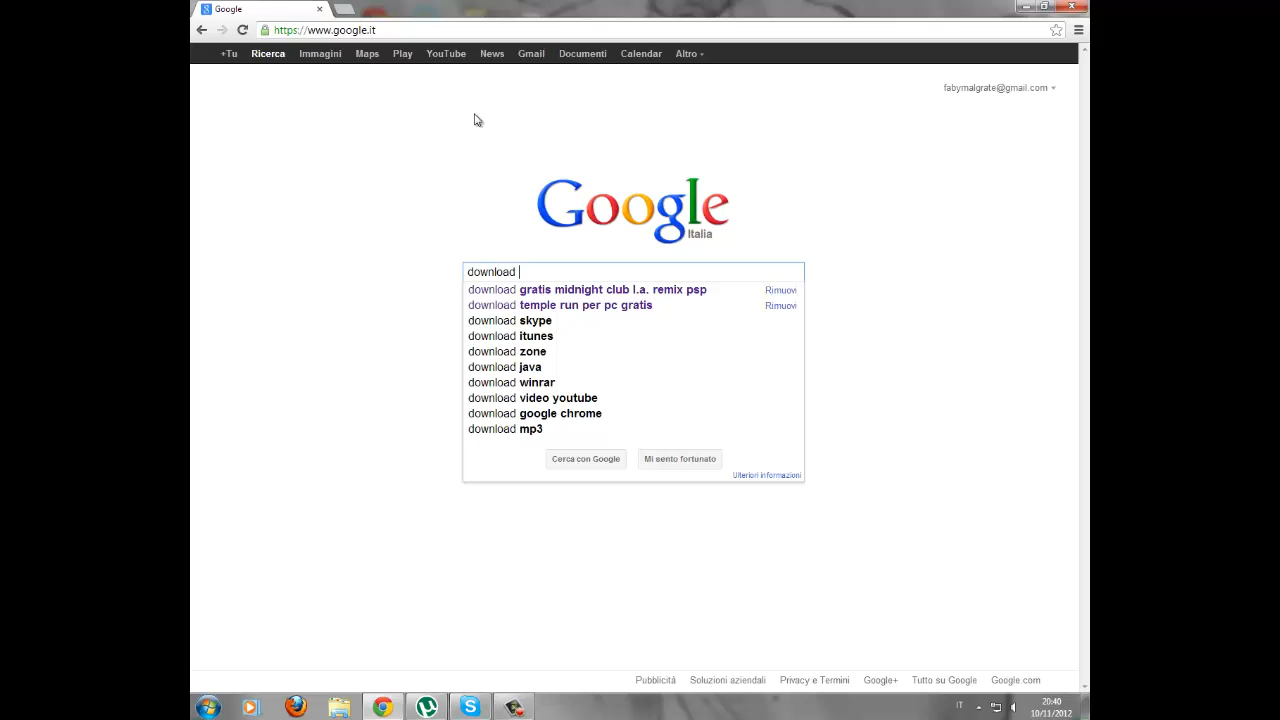 Google
https://www.google.it
+Tu Ricerca Immagini Maps Play YouTube News Gmail Documenti Calendar Altro
fabymalgrate@gmail.com
Google
Italia
download
download gratis midnight club l.a. remix psp Rimuovi
download temple run per pc gratis Rimuovi
download skype
download itunes
download zone
download java
download winrar
download video youtube
download google chrome
download mp3
Cerca con Google Mi sento fortunato
Ulteriori informazioni
Pubblicità Soluzioni aziendali Privacy e Termini Google+ Tutto su Google Google com
IT 20:40
10/11/2012